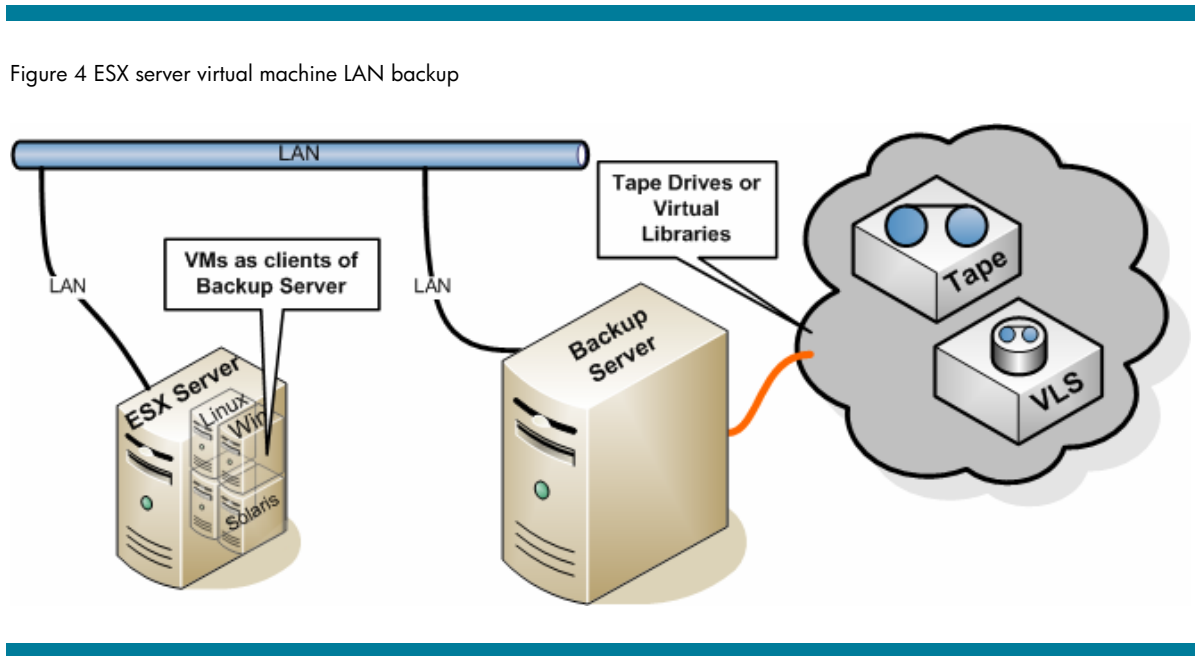 Figure 4 ESX server virtual machine LAN backup
LAN
Tape Drives or
Virtual
Libraries
VMs as clients of
Backup Server
LAN
LAN
Tape
Backup
Server
VLS
ESX Server
Linux
Win
Solaris